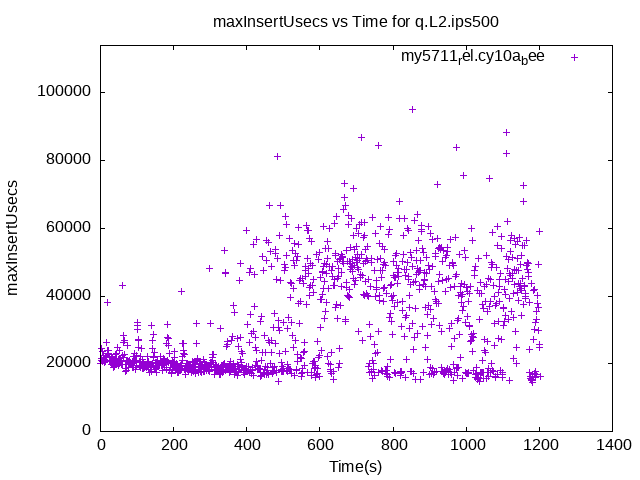 maxInsertUsecs vs Time for q.L2.ips500
my5711rel.cy10abee
100000
80000
60000
40000
20000
0
maxInsertUsecs
0 200 400 600 800 1000 1200 1400
Time(s)